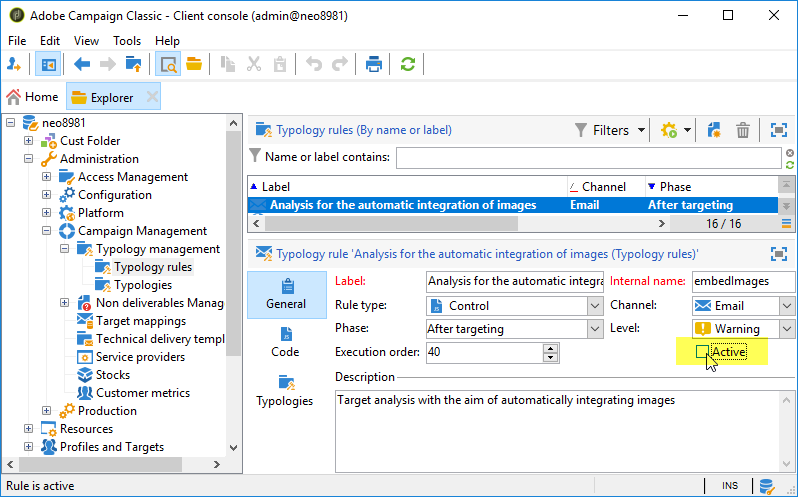 Adobe Campaign Classic - Client console (admin@neo8981)
File Edit View Tools Help
Home Explorer
neo8981
Cust Folder
Administration
Access Management
Configuration
Platform
Campaign Management
Typology management
Typology rules
Typologies
Non deliverables Manag
Target mappings
Technical delivery templ
Service providers
Stocks
Customer metrics
Production
Resources
Profiles and Targets
Typology rules (By name or label) Filters
Name or label contains:
Label Channel Phase
Analysis for the automatic integration of images Email After targeting
16 / 16
Typology rule 'Analysis for the automatic integration of images (Typology rules)'
General
Code
Typologies
Label: Analysis for the automatic integra Internal name: embedImages
Rule type: Control Channel: Email
Phase: After targeting Level: Warning
Execution order: 40 Active
Description
Target analysis with the aim of automatically integrating images
Rule is active INS